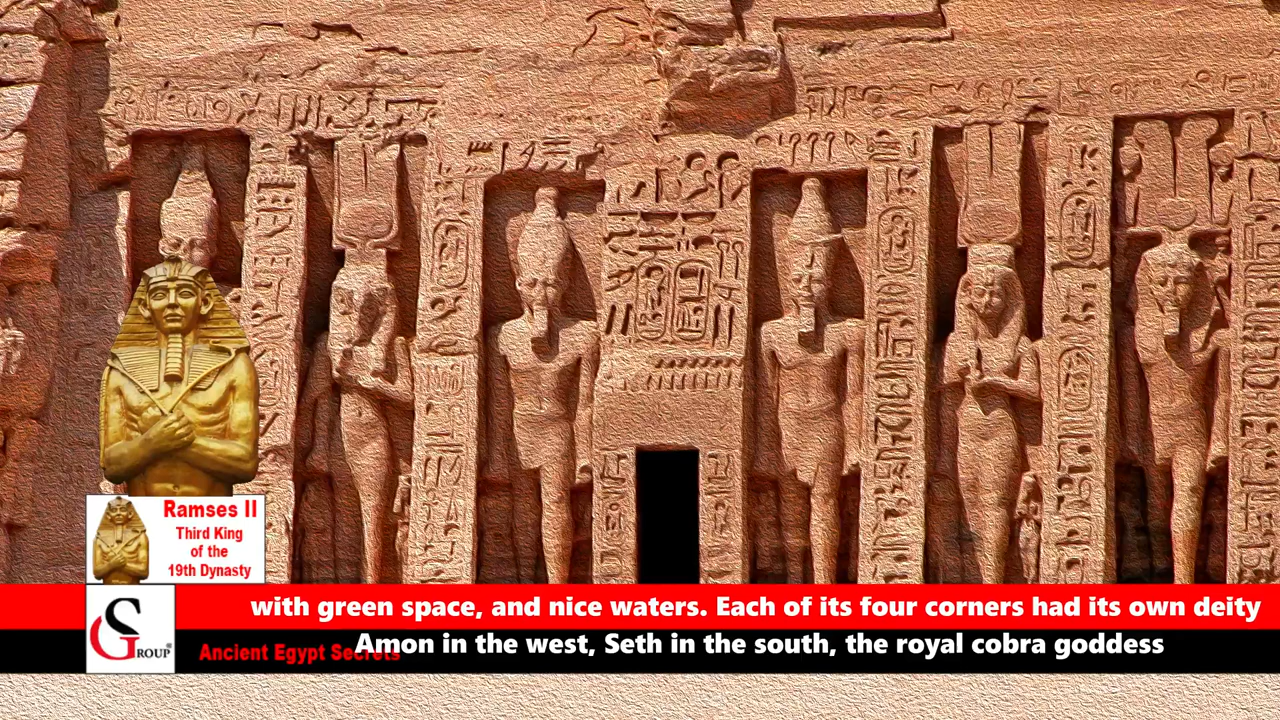 Ramses II
Third King
of the
19th Dynasty
with green space, and nice waters. Each of its four corners had its own deity
Amon in the west, Seth in the south, the royal cobra goddess
SG
GROUP
Ancient Egypt Secrets